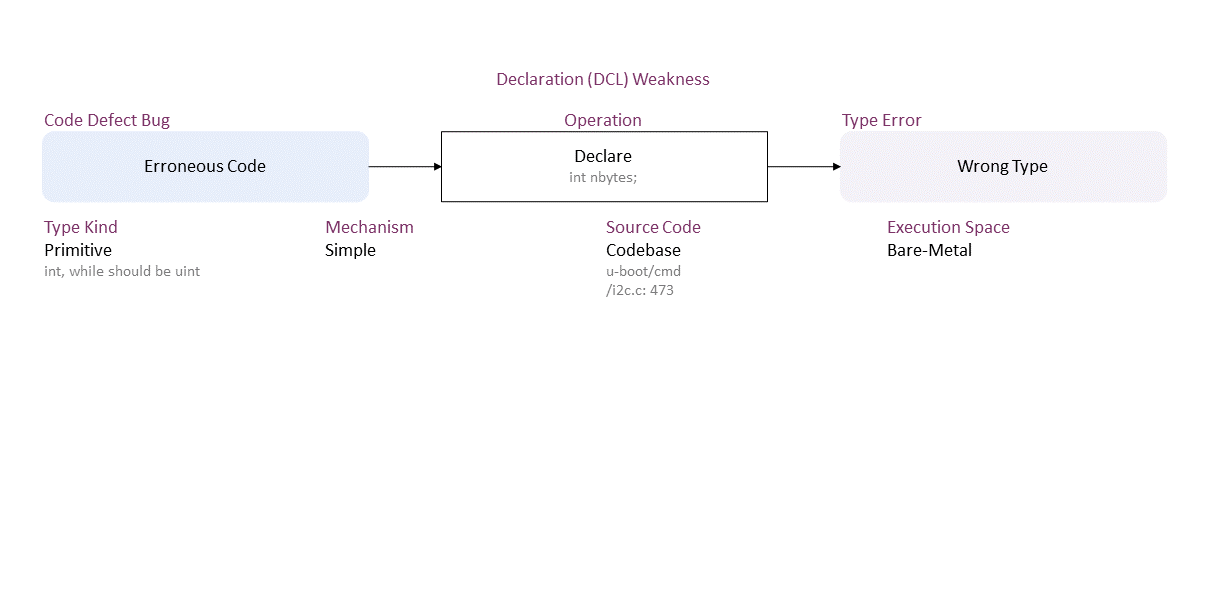 Declaration (DCL) Weakness
Code Defect Bug
Operation
Type Error
Erroneous Code
Declare
int nbytes;
Wrong Type
Type Kind
Primitive
int, while should be uint
Mechanism
Simple
Source Code
Codebase
u-boot/cmd
/i2c.c: 473
Execution Space
Bare-Metal